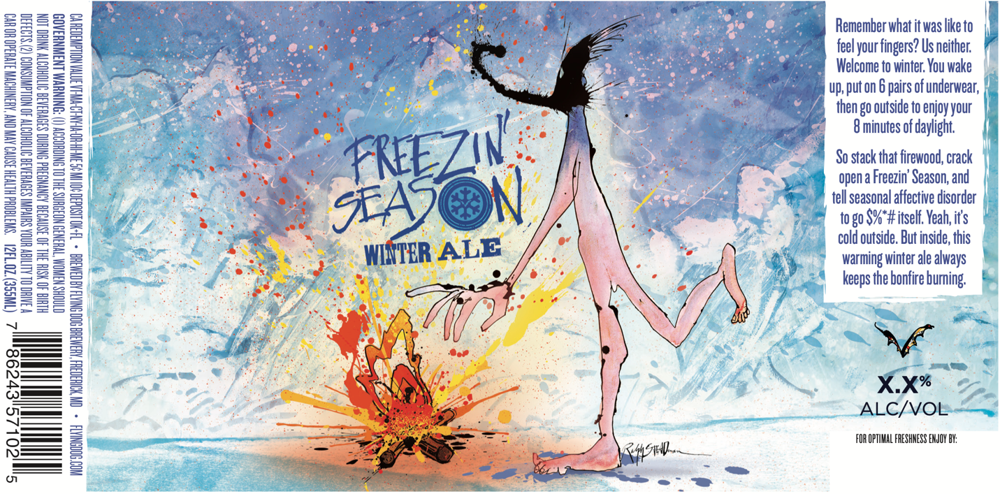 CA REDEMPTION VALUE VT-MA-CT-NY-IA-OR-HI-ME 5¢ MI 10¢ DEPOSIT OK+FL • BREWED BY FLYING DOG BREWERY, FREDERICK, MD • FLYINGDOG.COM
GOVERNMENT WARNING: (1) ACCORDING TO THE SURGEON GENERAL, WOMEN SHOULD
NOT DRINK ALCOHOLIC BEVERAGES DURING PREGNANCY BECAUSE OF THE RISK OF BIRTH
DEFECTS. (2) CONSUMPTION OF ALCOHOLIC BEVERAGES IMPAIRS YOUR ABILITY TO DRIVE A
CAR OR OPERATE MACHINERY, AND MAY CAUSE HEALTH PROBLEMS. 12FL.OZ. (355ML)
7 86243 57102 5
FREEZIN'
SEASON
WINTER ALE
Ralph STEADman
Remember what it was like to
feel your fingers? Us neither.
Welcome to winter. You wake
up, put on 6 pairs of underwear,
then go outside to enjoy your
8 minutes of daylight.
So stack that firewood, crack
open a Freezin' Season, and
tell seasonal affective disorder
to go $%*# itself. Yeah, it's
cold outside. But inside, this
warming winter ale always
keeps the bonfire burning.
X.X%
ALC/VOL
FOR OPTIMAL FRESHNESS ENJOY BY: